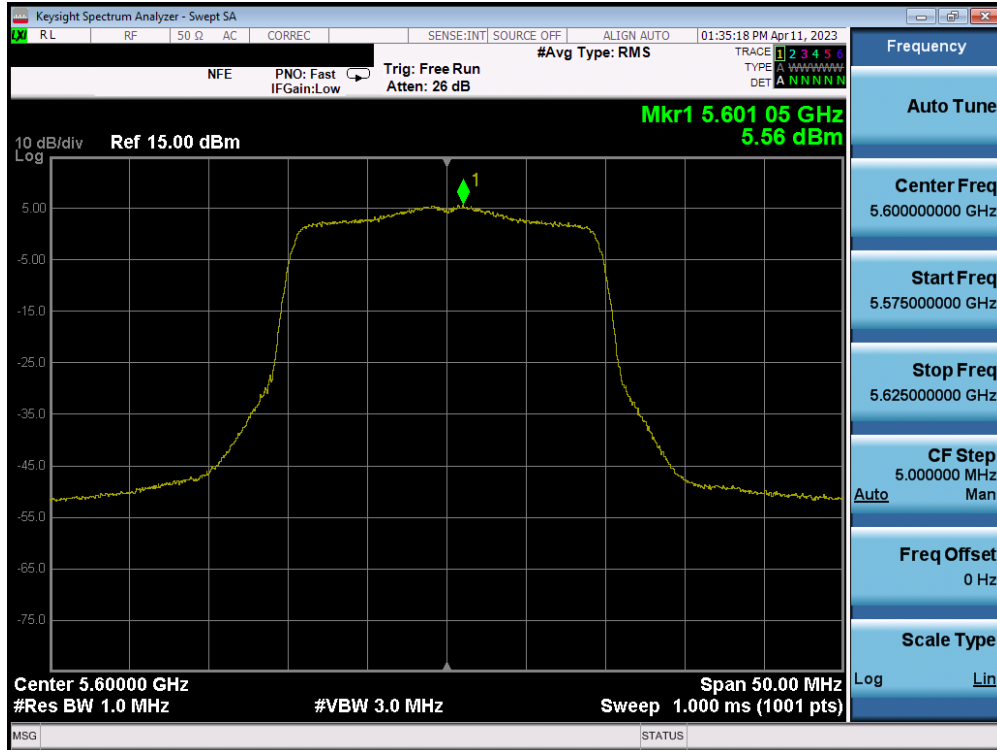 Keysight Spectrum Analyzer - Swept SA
LXI RL RF 50 Ω AC CORREC SENSE:INT SOURCE OFF ALIGN AUTO 01:35:18 PM Apr 11, 2023
#Avg Type: RMS
TRACE 1 2 3 4 5 6
TYPE A WWWWW
DET A N N N N N
NFE
PNO: Fast
IFGain:Low
Trig: Free Run
Atten: 26 dB
Mkr1 5.601 05 GHz
5.56 dBm
10 dB/div
Log
Ref 15.00 dBm
1
5.00
-5.00
-15.0
-25.0
-35.0
-45.0
-55.0
-65.0
-75.0
Center 5.60000 GHz
Span 50.00 MHz
#Res BW 1.0 MHz
#VBW 3.0 MHz
Sweep 1.000 ms (1001 pts)
MSG
STATUS
Frequency
Auto Tune
Center Freq
5.600000000 GHz
Start Freq
5.575000000 GHz
Stop Freq
5.625000000 GHz
CF Step
5.000000 MHz
Auto Man
Freq Offset
0 Hz
Scale Type
Log Lin